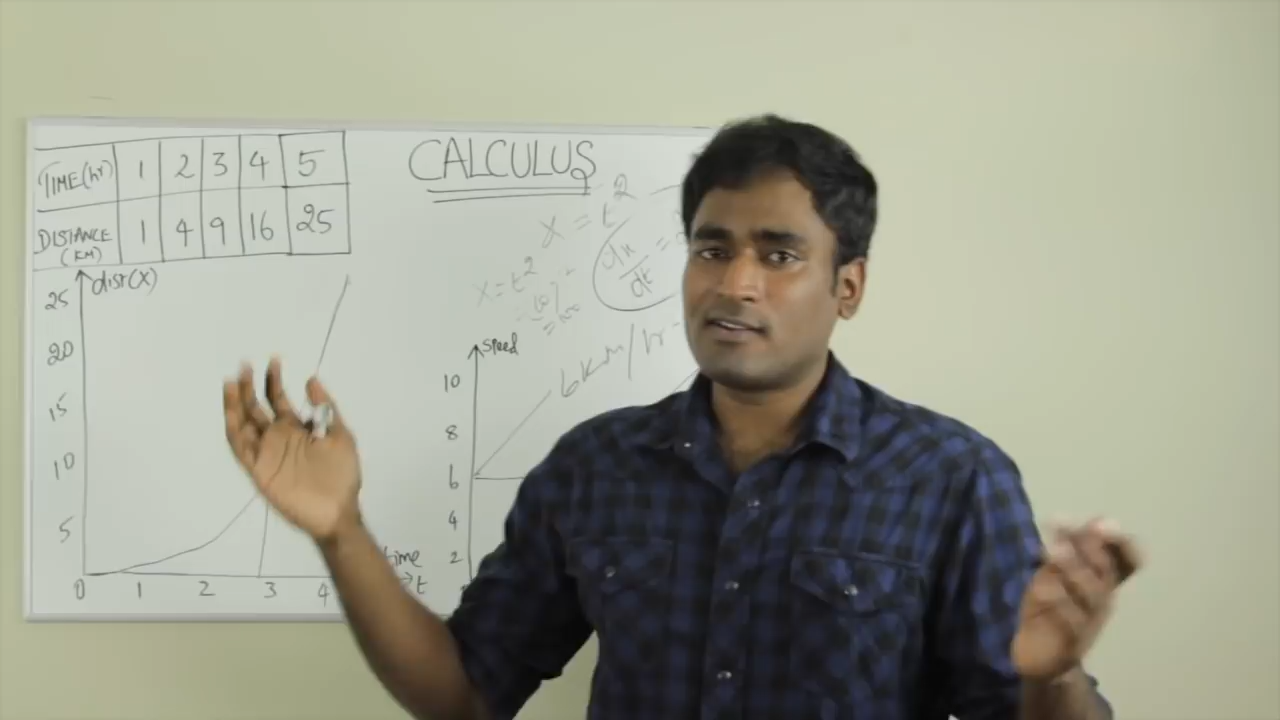 TIME(hr) 1 2 3 4 5
DISTANCE (KM) 1 4 9 16 25
CALCULUS
x = t²
dx/dt =
x = t²
6 km/hr
dist(x)
25
20
15
10
5
0 1 2 3 4
time
t
speed
10
8
6
4
2